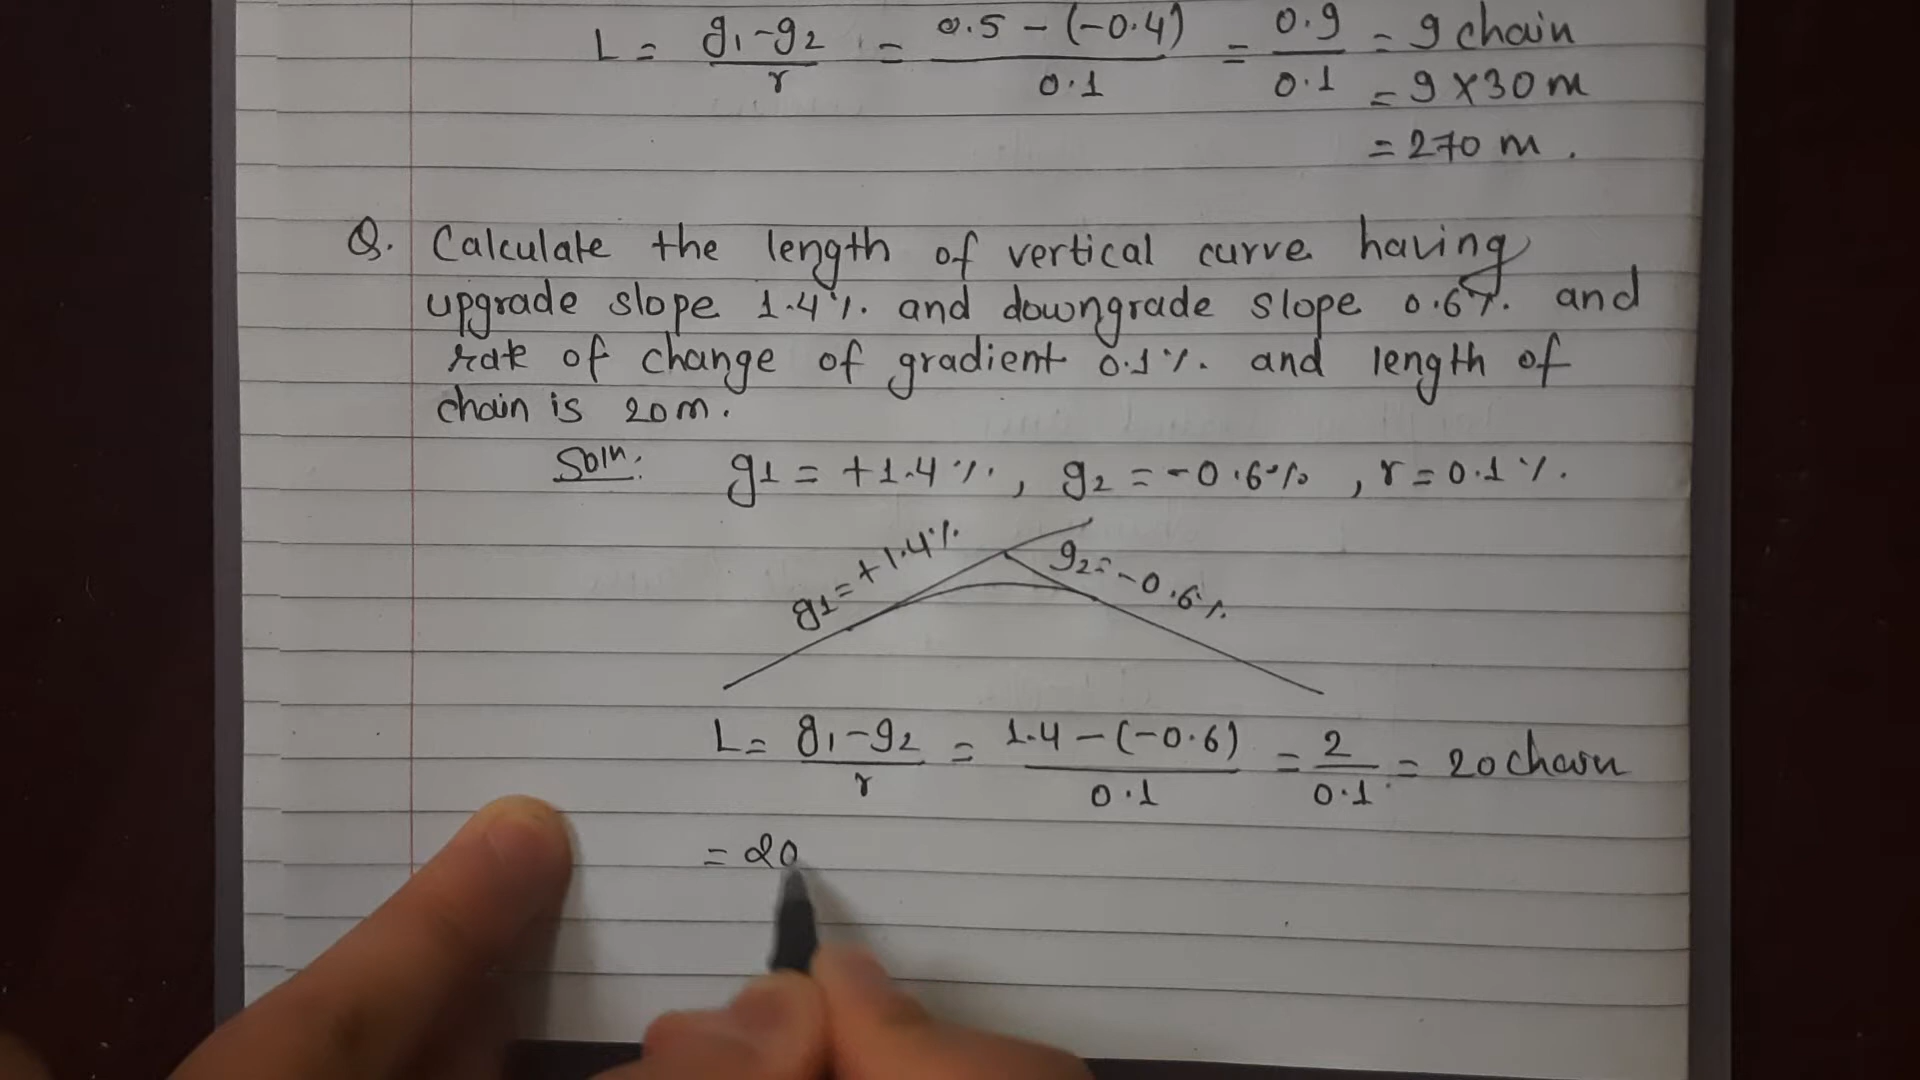 L = g1-g2 / r = 0.5 - (-0.4) / 0.1 = 0.9 / 0.1 = 9 chain
= 9 X 30 m
= 270 m .
Q. Calculate the length of vertical curve having
upgrade slope 1.4 %. and downgrade slope 0.6%. and
rate of change of gradient 0.1 %. and length of
chain is 20 m.
Soln:
g1 = +1.4 %. , g2 = -0.6 % , r = 0.1 %.
g1 = +1.4 %.
g2 = -0.6 %.
L = g1-g2 / r = 1.4 - (-0.6) / 0.1 = 2 / 0.1 = 20 chain
= 20